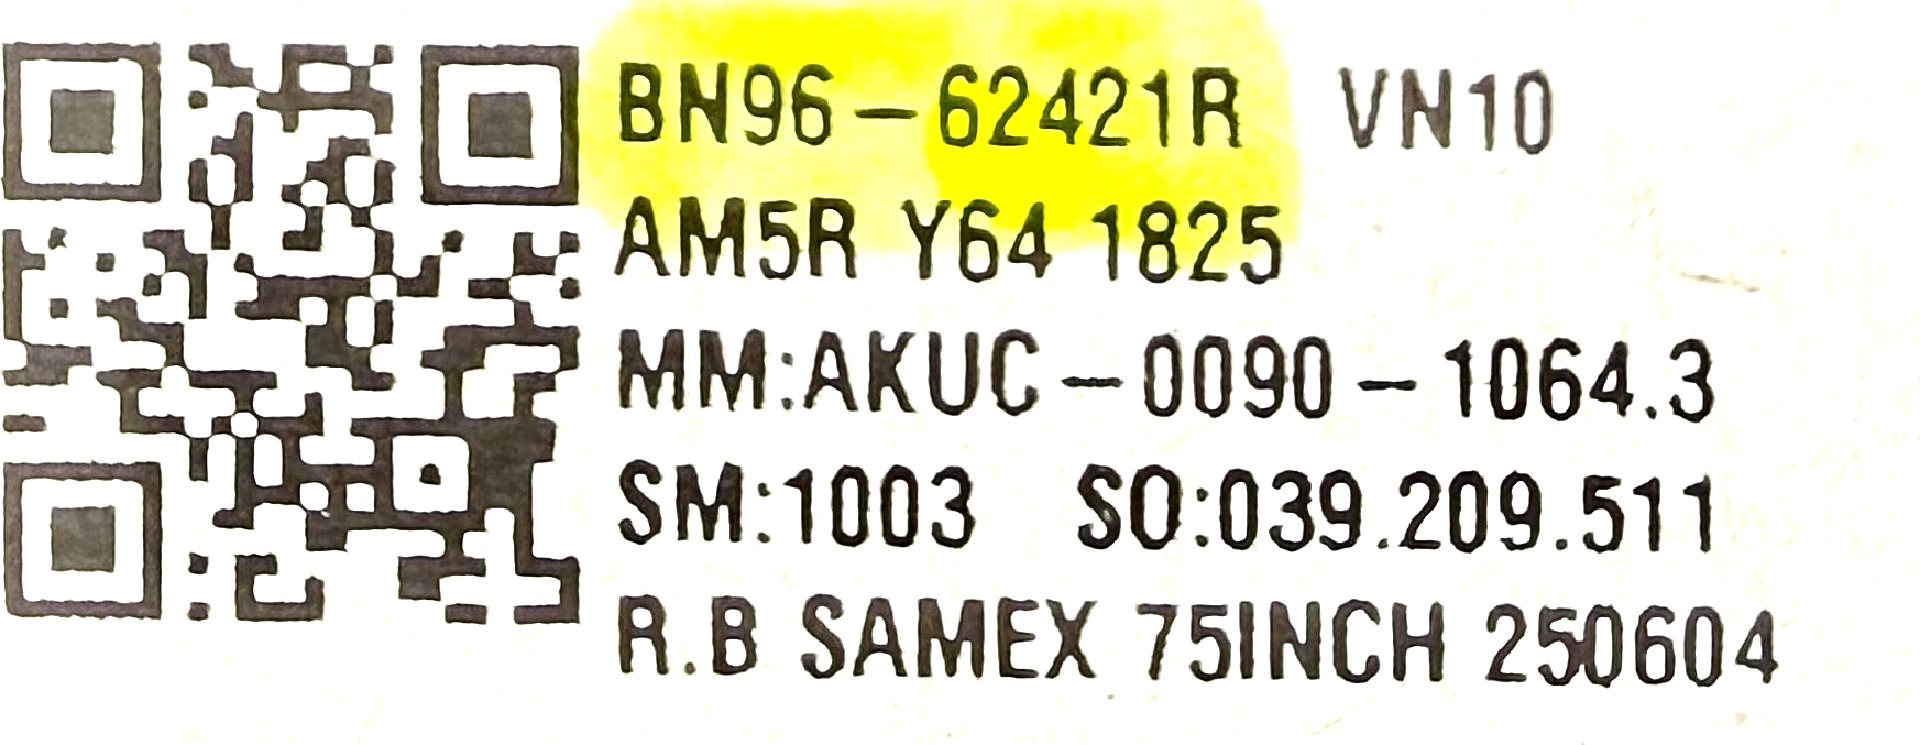 BN96-62421R VN10
AM5R Y64 1825
MM:AKUC-0090-1064.3
SM:1003 SO:039.209.511
R.B SAMEX 75INCH 250604